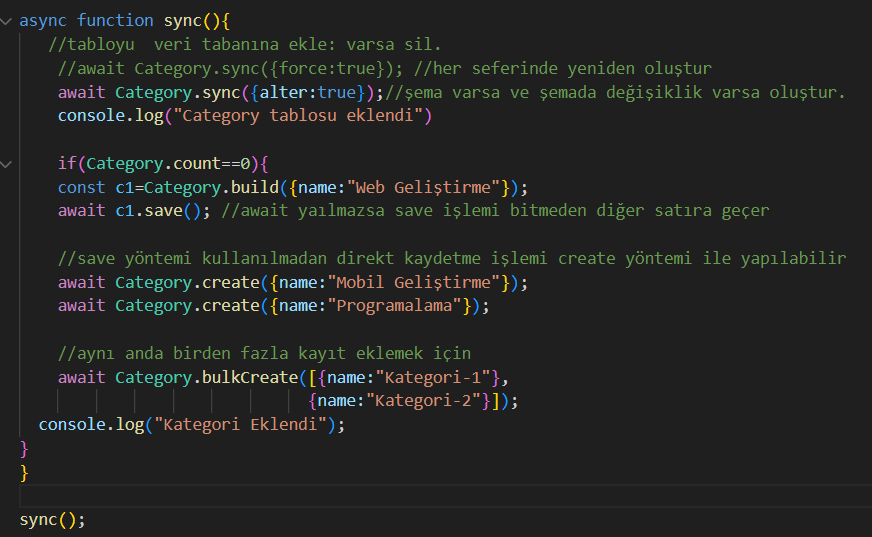 async function sync(){
//tabloyu  veri tabanına ekle: varsa sil.
//await Category.sync({force:true}); //her seferinde yeniden oluştur
await Category.sync({alter:true});//şema varsa ve şemada değişiklik varsa oluştur.
console.log("Category tablosu eklendi")
if(Category.count==0){
const c1=Category.build({name:"Web Geliştirme"});
await c1.save(); //await yaılmazsa save işlemi bitmeden diğer satıra geçer
//save yöntemi kullanılmadan direkt kaydetme işlemi create yöntemi ile yapılabilir
await Category.create({name:"Mobil Geliştirme"});
await Category.create({name:"Programalama"});
//aynı anda birden fazla kayıt eklemek için
await Category.bulkCreate([{name:"Kategori-1"},
{name:"Kategori-2"}]);
console.log("Kategori Eklendi");
}
}
sync();